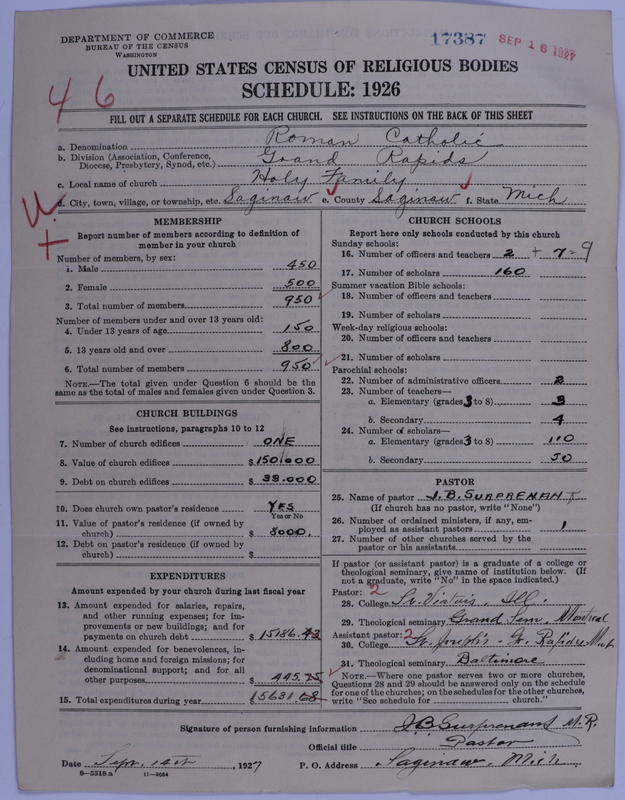 DEPARTMENT OF COMMERCE
BUREAU OF THE CENSUS
WASHINGTON
17387
SEP 16 1927
46
UNITED STATES CENSUS OF RELIGIOUS BODIES
SCHEDULE: 1926
FILL OUT A SEPARATE SCHEDULE FOR EACH CHURCH. SEE INSTRUCTIONS ON THE BACK OF THIS SHEET
a. Denomination Roman Catholic
b. Division (Association, Conference, Diocese, Presbytery, Synod, etc.) Grand Rapids
c. Local name of church Holy Family
d. City, town, village, or township, etc. Saginaw e. County Saginaw f. State Mich
MEMBERSHIP
Report number of members according to definition of
member in your church
Number of members, by sex:
1. Male 450
2. Female 500
3. Total number of members 950
Number of members under and over 13 years old:
4. Under 13 years of age 150
5. 13 years old and over 800
6. Total number of members 950
NOTE.—The total given under Question 6 should be the
same as the total of males and females given under Question 3.
CHURCH BUILDINGS
See instructions, paragraphs 10 to 12
7. Number of church edifices ONE
8. Value of church edifices $150.000
9. Debt on church edifices $38.000
10. Does church own pastor's residence YES
Yes or No
11. Value of pastor's residence (if owned by
church) $8000.
12. Debt on pastor's residence (if owned by
church) $
EXPENDITURES
Amount expended by your church during last fiscal year
13. Amount expended for salaries, repairs,
and other running expenses; for im-
provements or new buildings; and for
payments on church debt $15186.43
14. Amount expended for benevolences, in-
cluding home and foreign missions; for
denominational support; and for all
other purposes $445.25
15. Total expenditures during year $15631.68
CHURCH SCHOOLS
Report here only schools conducted by this church
Sunday schools:
16. Number of officers and teachers 2 + 7=9
17. Number of scholars 160
Summer vacation Bible schools:
18. Number of officers and teachers
19. Number of scholars
Week-day religious schools:
20. Number of officers and teachers
21. Number of scholars
Parochial schools:
22. Number of administrative officers 2
23. Number of teachers—
a. Elementary (grades 3 to 8) 3
b. Secondary 4
24. Number of scholars—
a. Elementary (grades 3 to 8) 110
b. Secondary 50
PASTOR
25. Name of pastor J.B. SURPRENANT
(If church has no pastor, write "None")
26. Number of ordained ministers, if any, em-
ployed as assistant pastors 1
27. Number of other churches served by the
pastor or his assistants
If pastor (or assistant pastor) is a graduate of a college or
theological seminary, give name of institution below. (If
not a graduate, write "No" in the space indicated.)
Pastor: 2
28. College St. Viateurs, Ill.
29. Theological seminary Grand Sem. Montreal
Assistant pastor: 2
30. College St. Joseph's - Gr. Rapids Mich
31. Theological seminary Baltimore
NOTE.—Where one pastor serves two or more churches,
Questions 28 and 29 should be answered only on the schedule
for one of the churches; on the schedules for the other churches,
write "See schedule for church."
Signature of person furnishing information J.B. Surprenant M.R.
Official title Pastor
Date Sept. 14th, 1927 P. O. Address Saginaw, Mich
8—5318a 11—9064